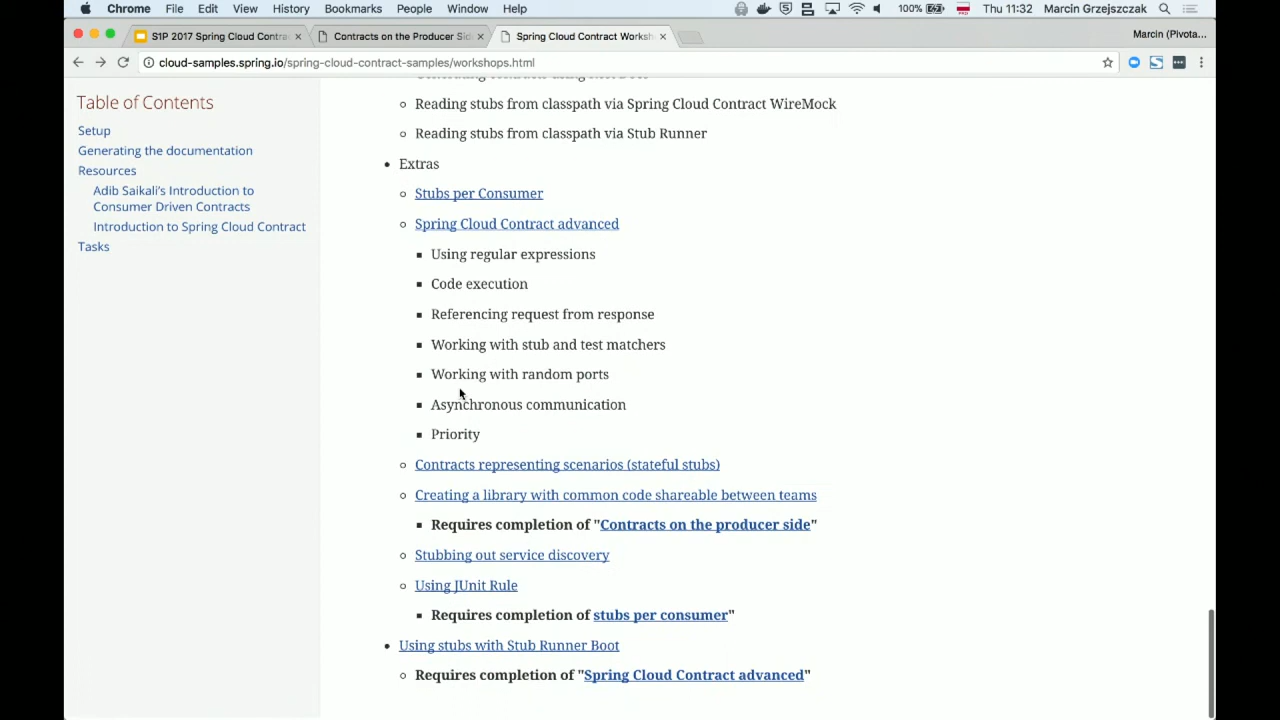 Chrome File Edit View History Bookmarks People Window Help 100% Thu 11:32 Marcin Grzejszczak
S1P 2017 Spring Cloud Contra
Contracts on the Producer Sid
Spring Cloud Contract Worksh
Marcin (Pivota...
cloud-samples.spring.io/spring-cloud-contract-samples/workshops.html
Table of Contents
Setup
Generating the documentation
Resources
Adib Saikali's Introduction to
Consumer Driven Contracts
Introduction to Spring Cloud Contract
Tasks
Reading stubs from classpath via Spring Cloud Contract WireMock
Reading stubs from classpath via Stub Runner
Extras
Stubs per Consumer
Spring Cloud Contract advanced
Using regular expressions
Code execution
Referencing request from response
Working with stub and test matchers
Working with random ports
Asynchronous communication
Priority
Contracts representing scenarios (stateful stubs)
Creating a library with common code shareable between teams
Requires completion of "Contracts on the producer side"
Stubbing out service discovery
Using JUnit Rule
Requires completion of stubs per consumer"
Using stubs with Stub Runner Boot
Requires completion of "Spring Cloud Contract advanced"